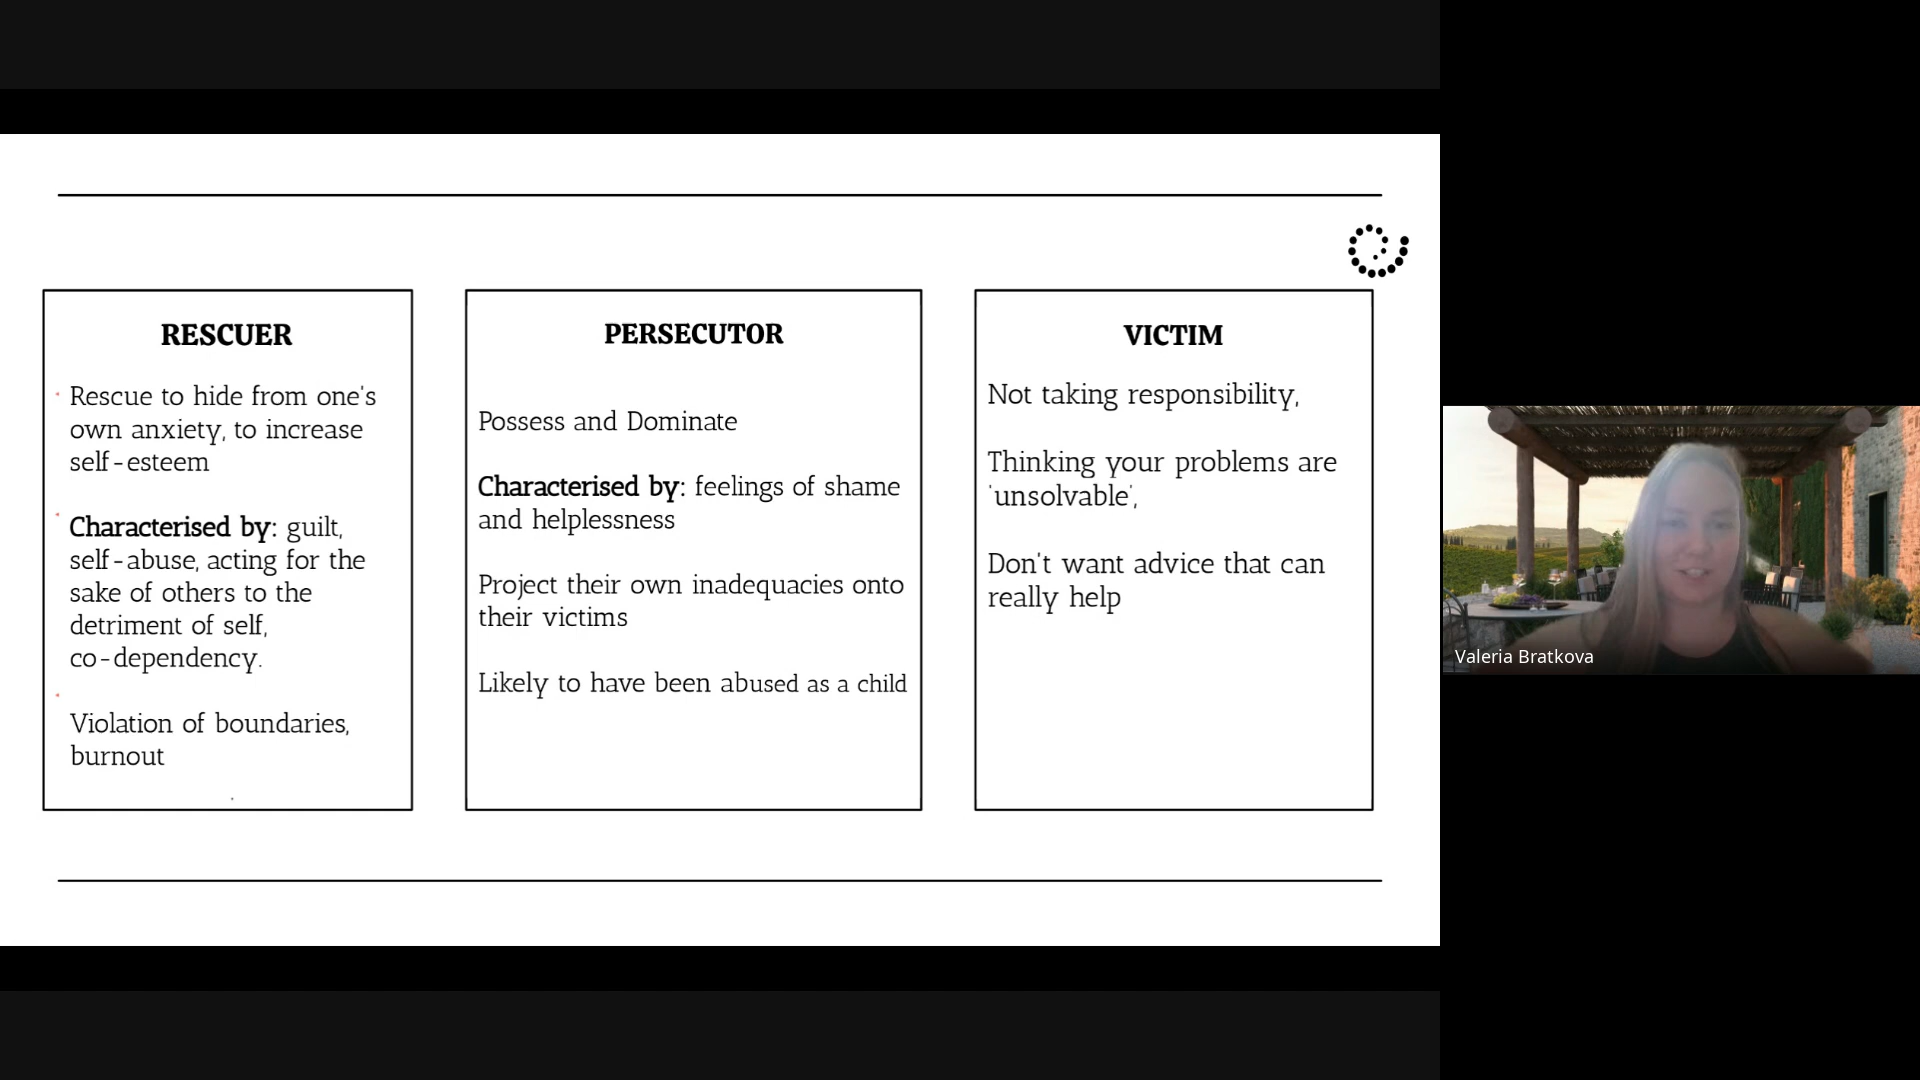 RESCUER
Rescue to hide from one's
own anxiety, to increase
self-esteem
Characterised by: guilt,
self-abuse, acting for the
sake of others to the
detriment of self,
co-dependency.
Violation of boundaries,
burnout
PERSECUTOR
Possess and Dominate
Characterised by: feelings of shame
and helplessness
Project their own inadequacies onto
their victims
Likely to have been abused as a child
VICTIM
Not taking responsibility,
Thinking your problems are
'unsolvable',
Don't want advice that can
really help
Valeria Bratkova